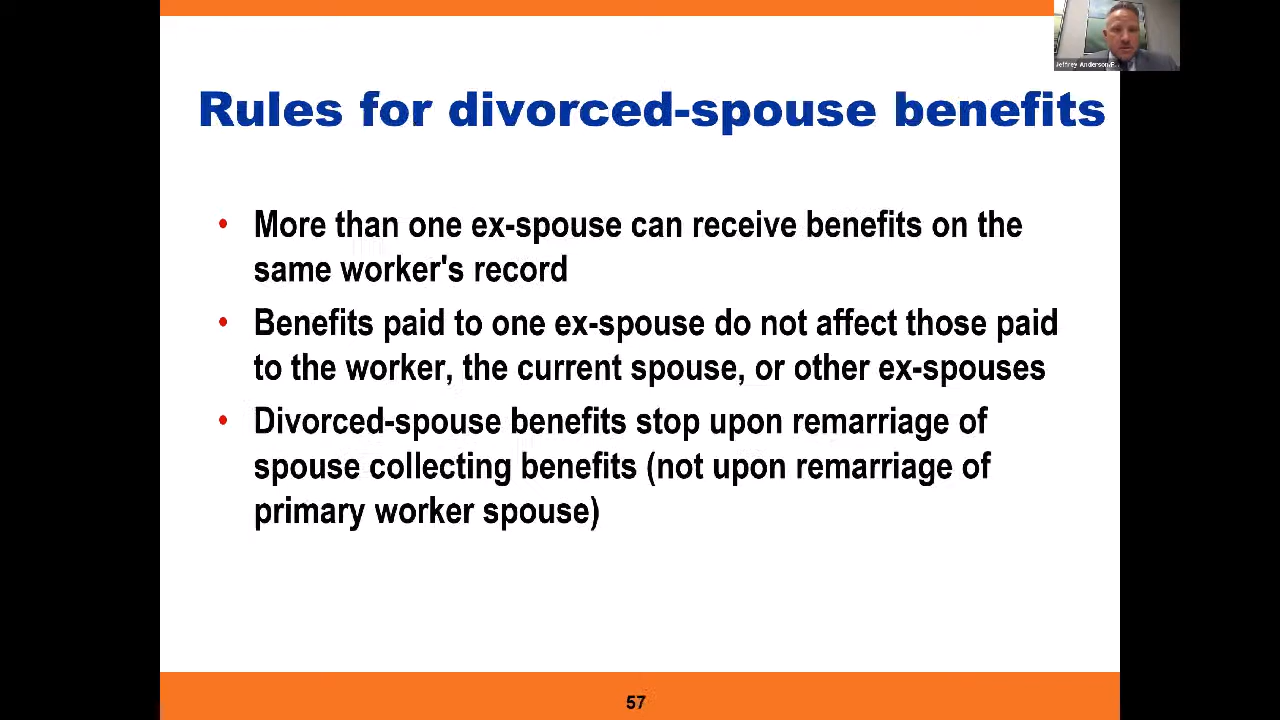 Jeffrey Anderson,
Rules for divorced-spouse benefits
• More than one ex-spouse can receive benefits on the
same worker's record
• Benefits paid to one ex-spouse do not affect those paid
to the worker, the current spouse, or other ex-spouses
• Divorced-spouse benefits stop upon remarriage of
spouse collecting benefits (not upon remarriage of
primary worker spouse)
57